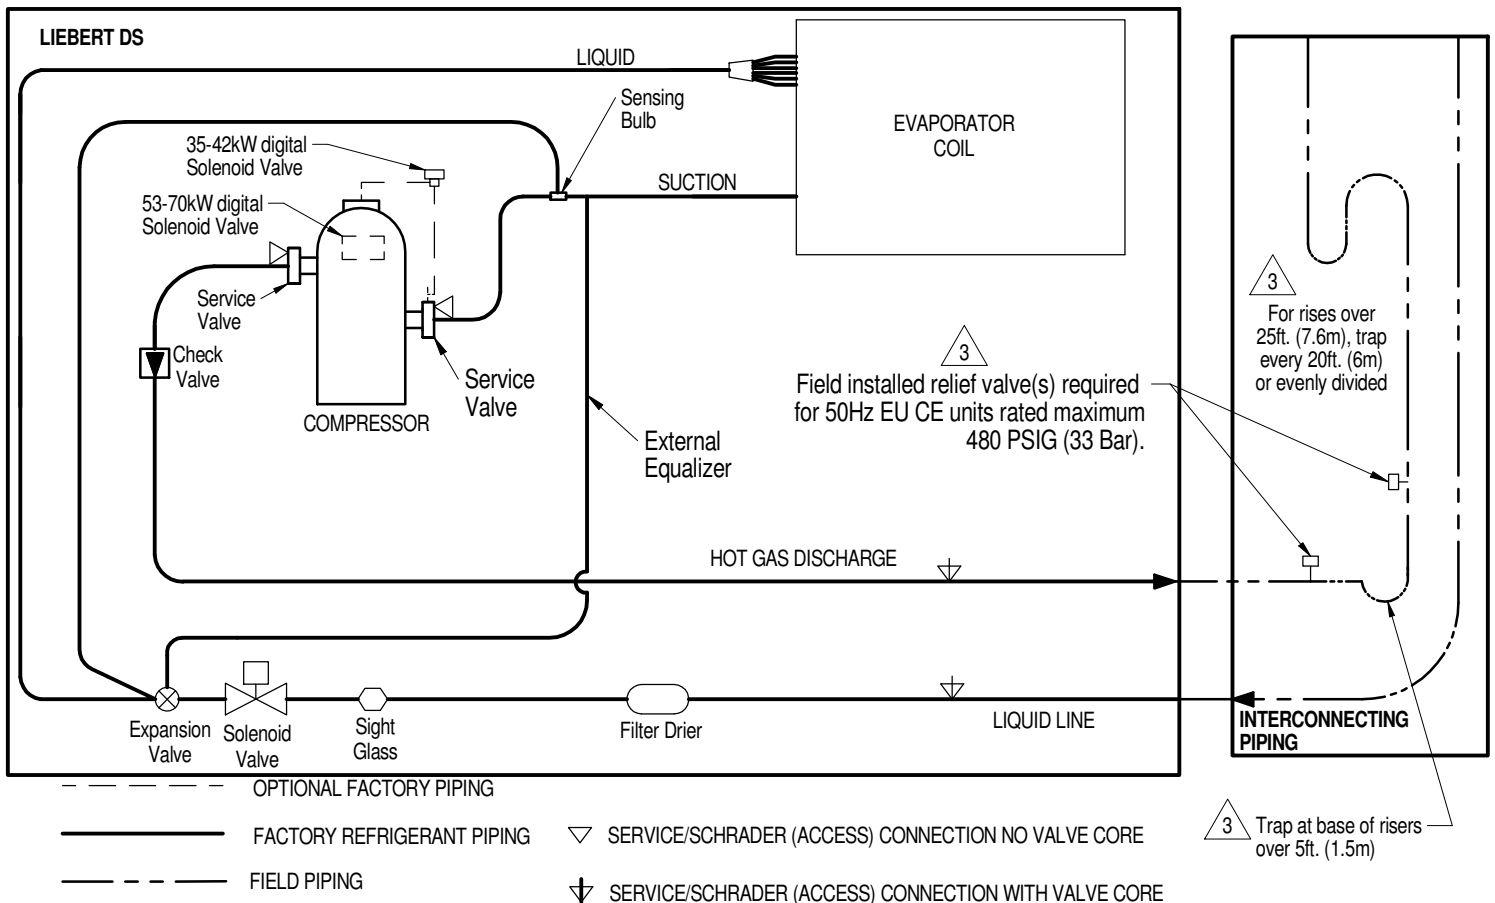 LIEBERT DS
LIQUID
Sensing
Bulb
EVAPORATOR
COIL
35-42kW digital
Solenoid Valve
SUCTION
53-70kW digital
Solenoid Valve
Service
Valve
Check
Valve
COMPRESSOR
Service
Valve
External
Equalizer
3
Field installed relief valve(s) required
for 50Hz EU CE units rated maximum
480 PSIG (33 Bar).
3
For rises over
25ft. (7.6m), trap
every 20ft. (6m)
or evenly divided
HOT GAS DISCHARGE
Expansion
Valve
Solenoid
Valve
Sight
Glass
Filter Drier
LIQUID LINE
INTERCONNECTING
PIPING
OPTIONAL FACTORY PIPING
FACTORY REFRIGERANT PIPING
FIELD PIPING
SERVICE/SCHRADER (ACCESS) CONNECTION NO VALVE CORE
SERVICE/SCHRADER (ACCESS) CONNECTION WITH VALVE CORE
3
Trap at base of risers
over 5ft. (1.5m)